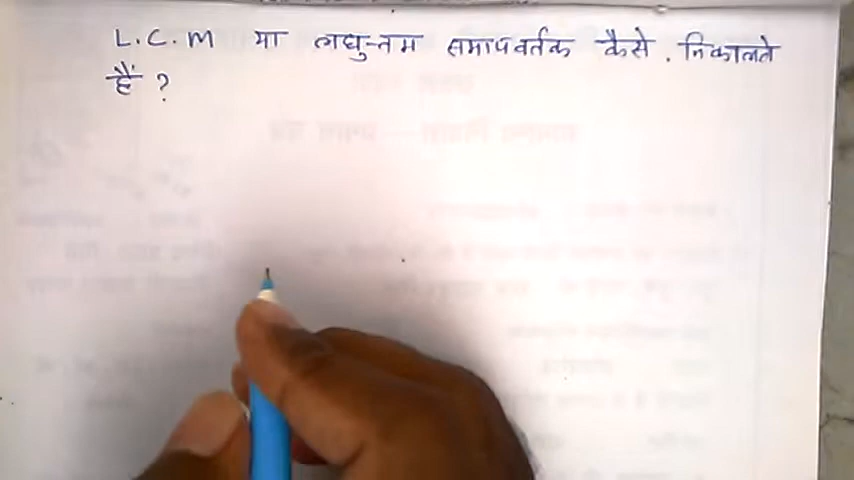 L.C.M या लघुत्तम समापवर्तक कैसे . निकालते
हैं ?